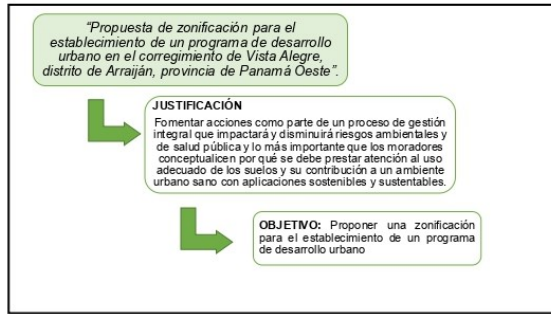 “Propuesta de zonificación para el
establecimiento de un programa de desarrollo
urbano en el corregimiento de Vista Alegre,
distrito de Arraiján, provincia de Panamá Oeste”.
JUSTIFICACIÓN
Fomentar acciones como parte de un proceso de gestión
integral que impactará y disminuirá riesgos ambientales y
de salud pública y lo más importante que los moradores
conceptualicen por qué se debe prestar atención al uso
adecuado de los suelos y su contribución a un ambiente
urbano sano con aplicaciones sostenibles y sustentables.
OBJETIVO: Proponer una zonificación
para el establecimiento de un programa
de desarrollo urbano